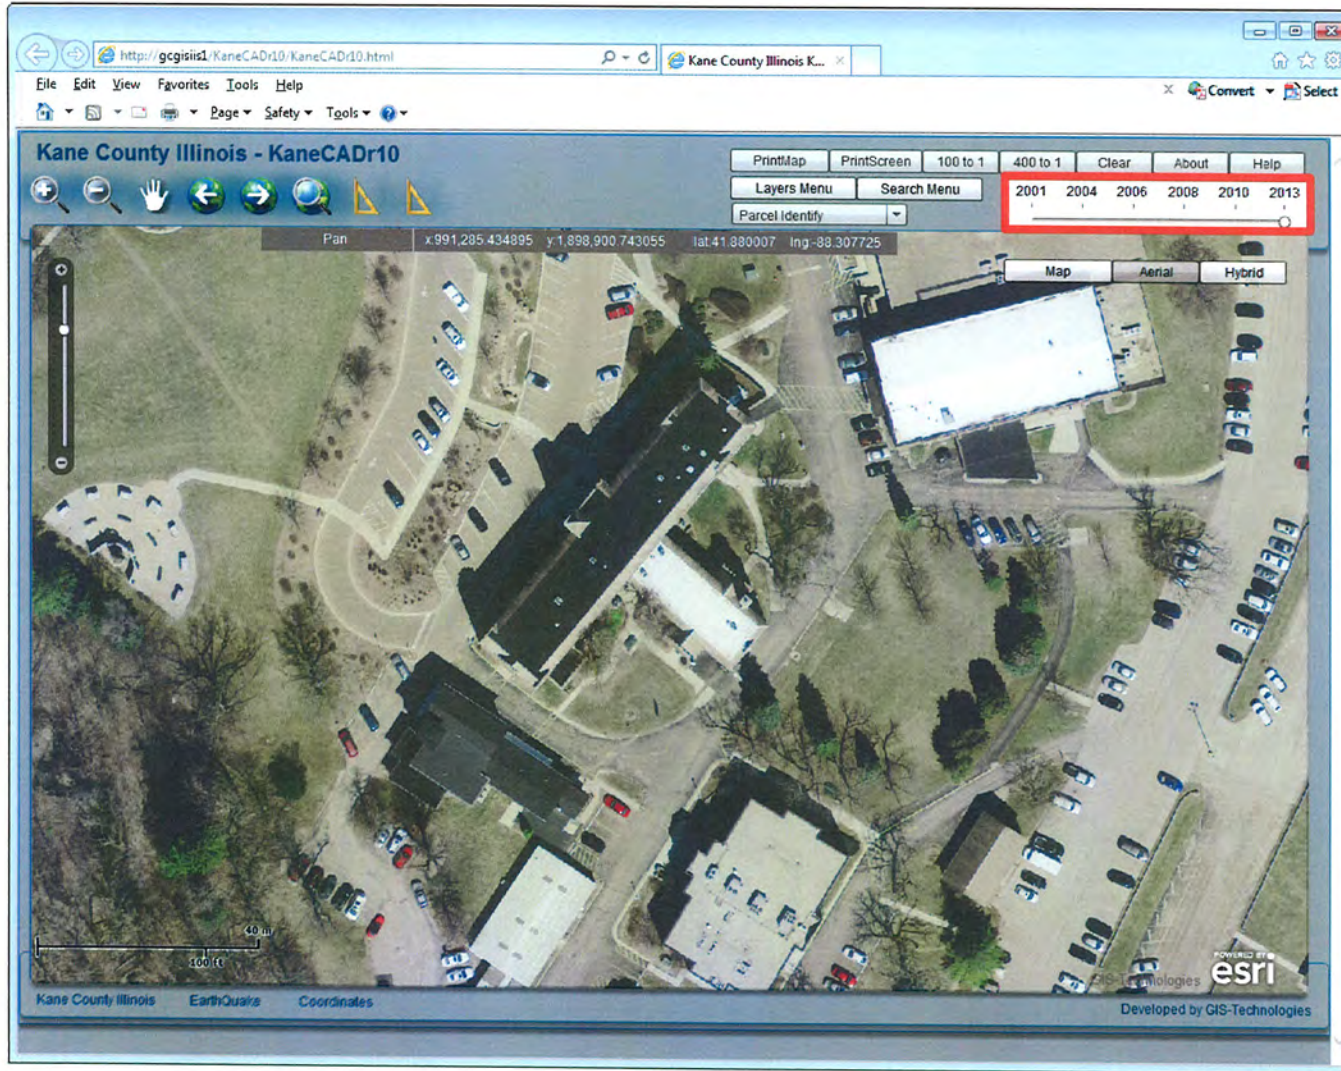 http://gcgisiis1/KaneCADr10/KaneCADr10.html
Kane County Illinois K...
File Edit View Favorites Tools Help
Convert Select
Page Safety Tools
Kane County Illinois - KaneCADr10
PrintMap PrintScreen 100 to 1 400 to 1 Clear About Help
Layers Menu Search Menu
2001 2004 2006 2008 2010 2013
Parcel Identify
Pan x:991,285.434895 y:1,898,900.743055 lat:41.880007 lng:-88.307725
Map Aerial Hybrid
40 m
100 ft
POWERED BY
esri
GIS-Technologies
Kane County Illinois EarthQuake Coordinates
Developed by GIS-Technologies